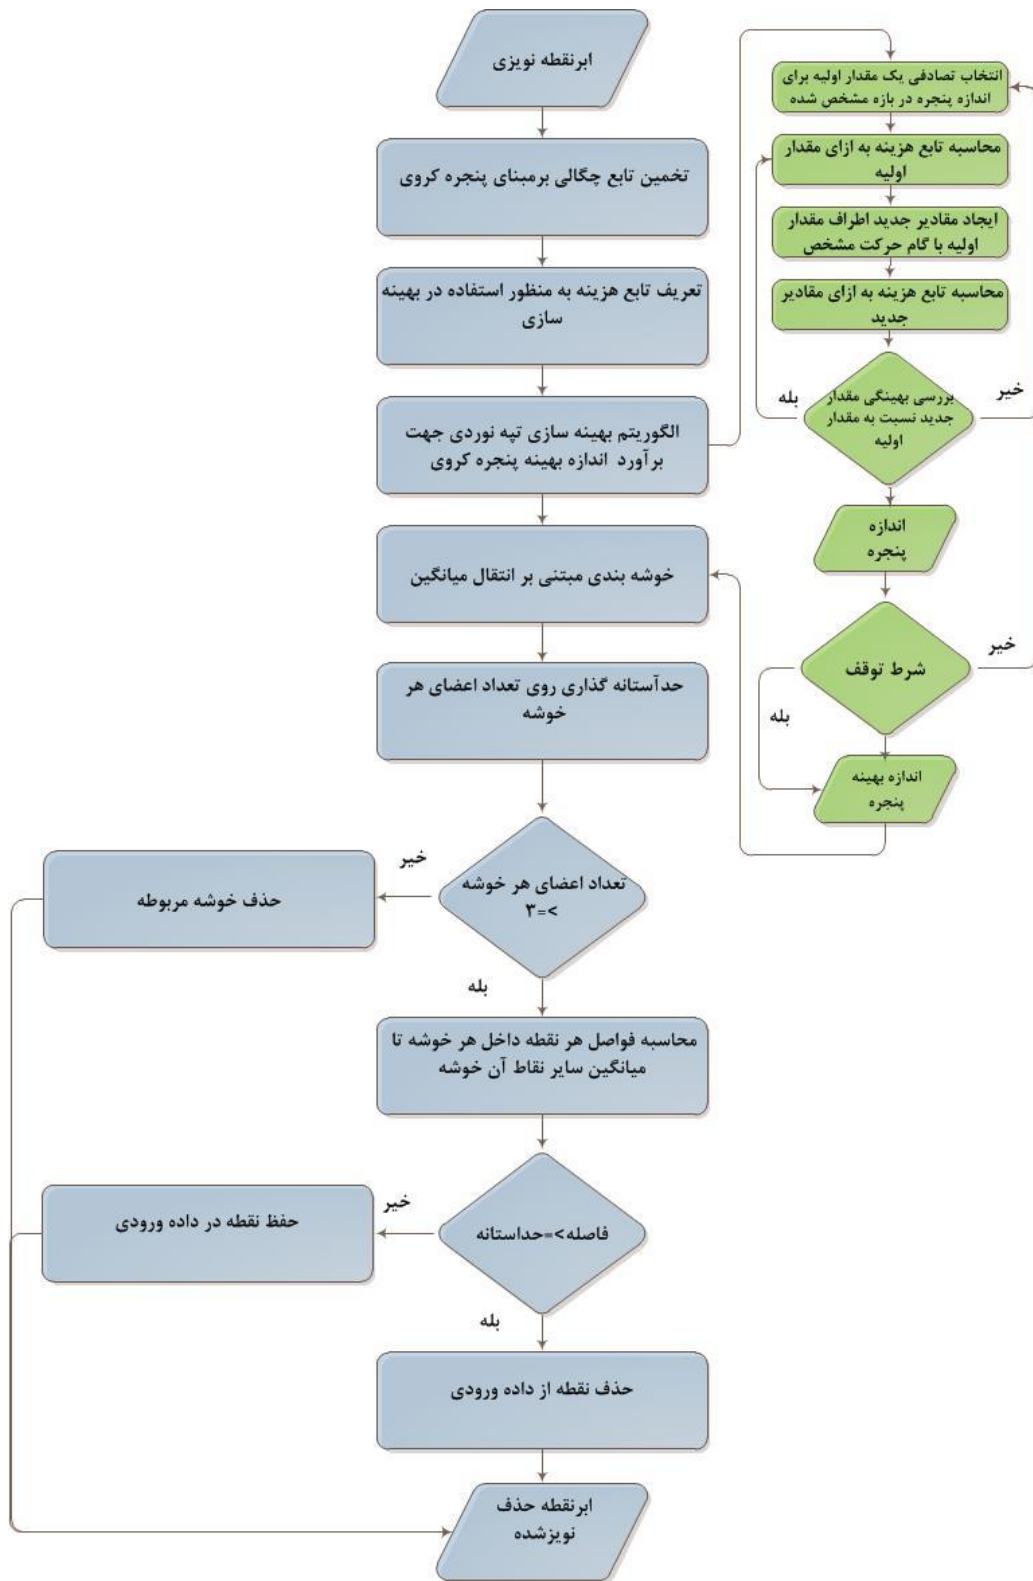 ابرنقطه نویزی
تخمین تابع چگالی برمبنای پنجره کروی
تعریف تابع هزینه به منظور استفاده در بهینه
سازی
الگوریتم بهینه سازی تپه نوردی جهت
برآورد اندازه بهینه پنجره کروی
انتخاب تصادفی یک مقدار اولیه برای
اندازه پنجره در بازه مشخص شده
محاسبه تابع هزینه به ازای مقدار
اولیه
ایجاد مقادیر جدید اطراف مقدار
اولیه با گام حرکت مشخص
محاسبه تابع هزینه به ازای مقادیر
جدید
بررسی بهینگی مقدار
جدید نسبت به مقدار
اولیه
خیر
بله
اندازه
پنجره
شرط توقف
خیر
بله
اندازه بهینه
پنجره
خوشه بندی مبتنی بر انتقال میانگین
حدآستانه گذاری روی تعداد اعضای هر
خوشه
تعداد اعضای هر خوشه
>=۳
خیر
حذف خوشه مربوطه
بله
محاسبه فواصل هر نقطه داخل هر خوشه تا
میانگین سایر نقاط آن خوشه
فاصله>=حداستانه
خیر
حفظ نقطه در داده ورودی
بله
حذف نقطه از داده ورودی
ابرنقطه حذف
نویزشده